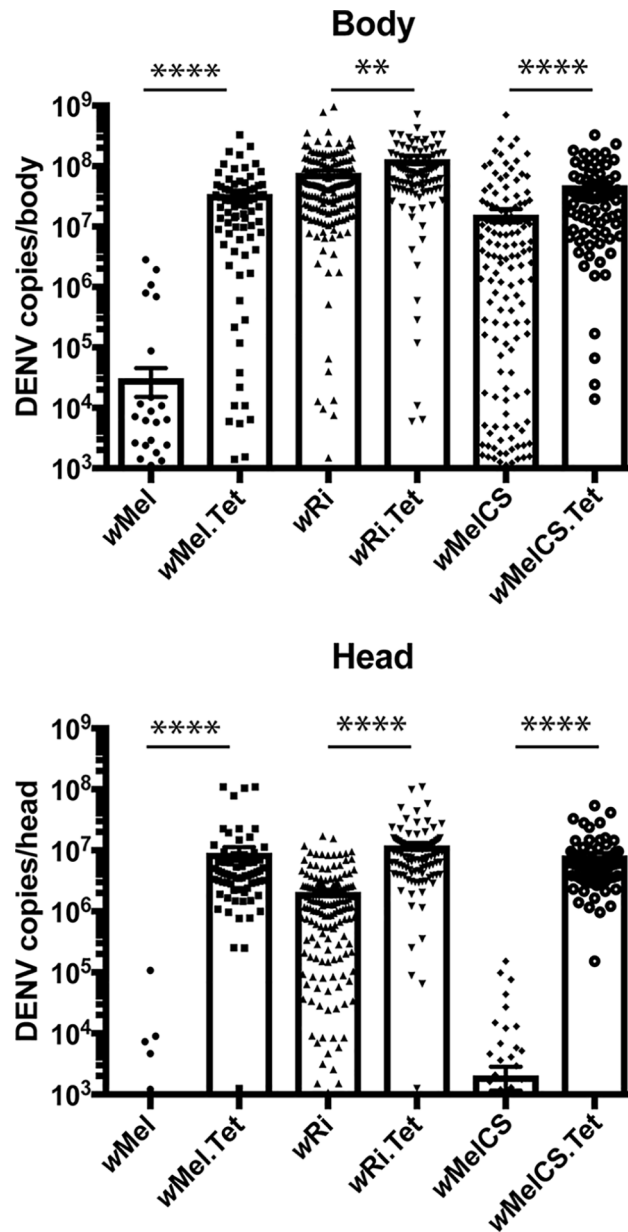 Body
**** ** ****
DENV copies/body
10⁹
10⁸
10⁷
10⁶
10⁵
10⁴
10³
wMel wMel.Tet wRi wRi.Tet wMelCS wMelCS.Tet
Head
**** **** ****
DENV copies/head
10⁹
10⁸
10⁷
10⁶
10⁵
10⁴
10³
wMel wMel.Tet wRi wRi.Tet wMelCS wMelCS.Tet